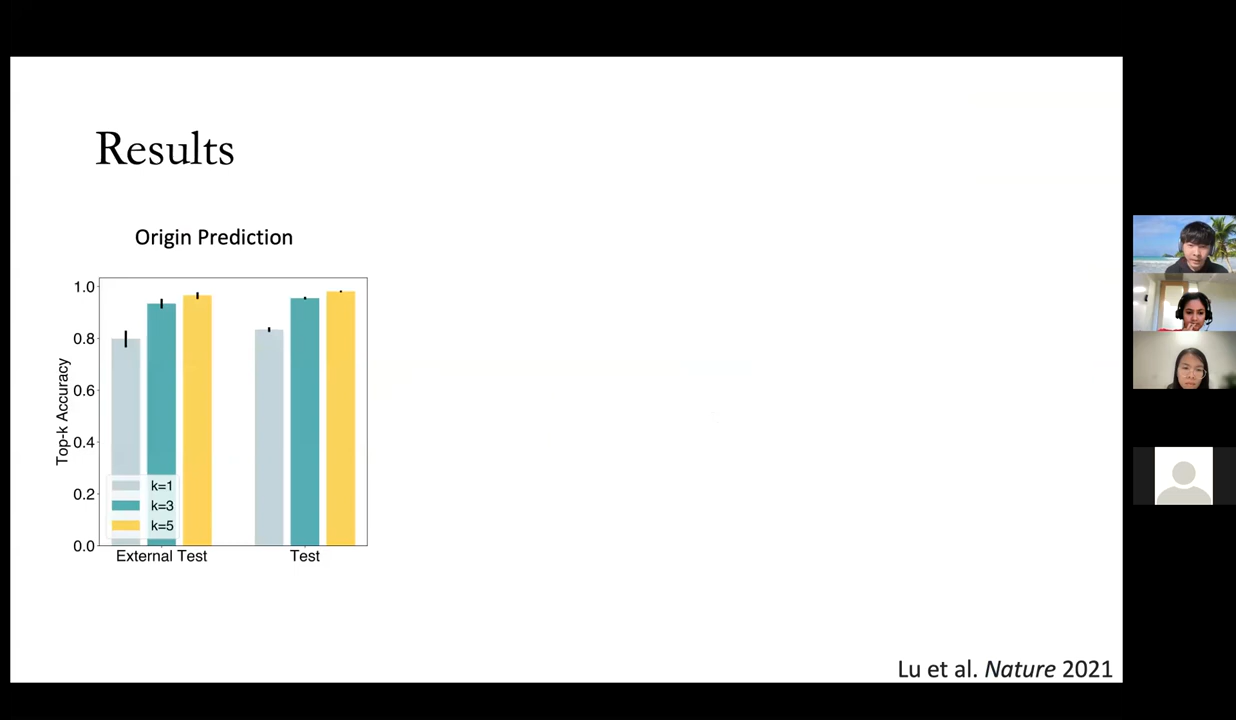 Results
Origin Prediction
Top-k Accuracy
1.0
0.8
0.6
0.4
0.2
0.0
k=1
k=3
k=5
External Test
Test
Lu et al. Nature 2021